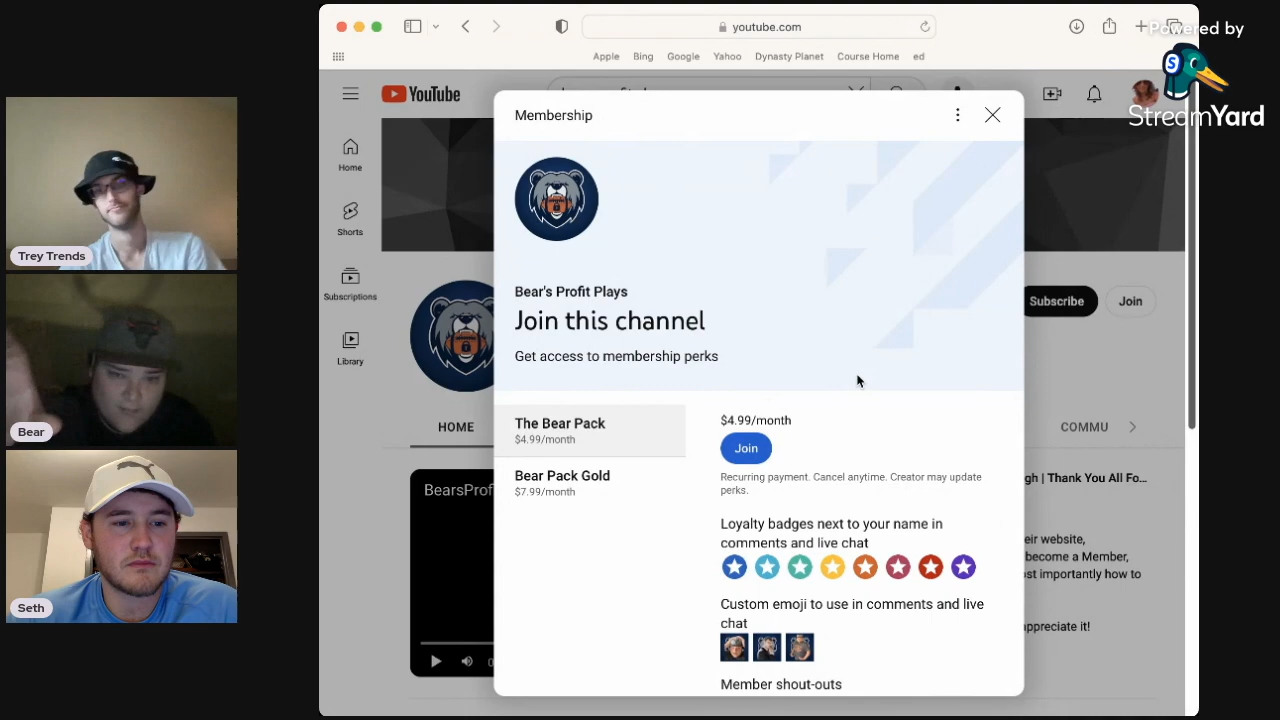 Powered by
StreamYard
youtube.com
Apple Bing Google Yahoo Dynasty Planet Course Home ed
YouTube
Home
Shorts
Subscriptions
Library
Trey Trends
Bear
Seth
Membership
Bear's Profit Plays
Join this channel
Get access to membership perks
The Bear Pack
$4.99/month
Bear Pack Gold
$7.99/month
$4.99/month
Join
Recurring payment. Cancel anytime. Creator may update
perks.
Loyalty badges next to your name in
comments and live chat
Custom emoji to use in comments and live
chat
Member shout-outs
Subscribe Join
HOME
COMMU
BearsProf
gh | Thank You All Fo...
eir website,
become a Member,
st importantly how to
appreciate it!